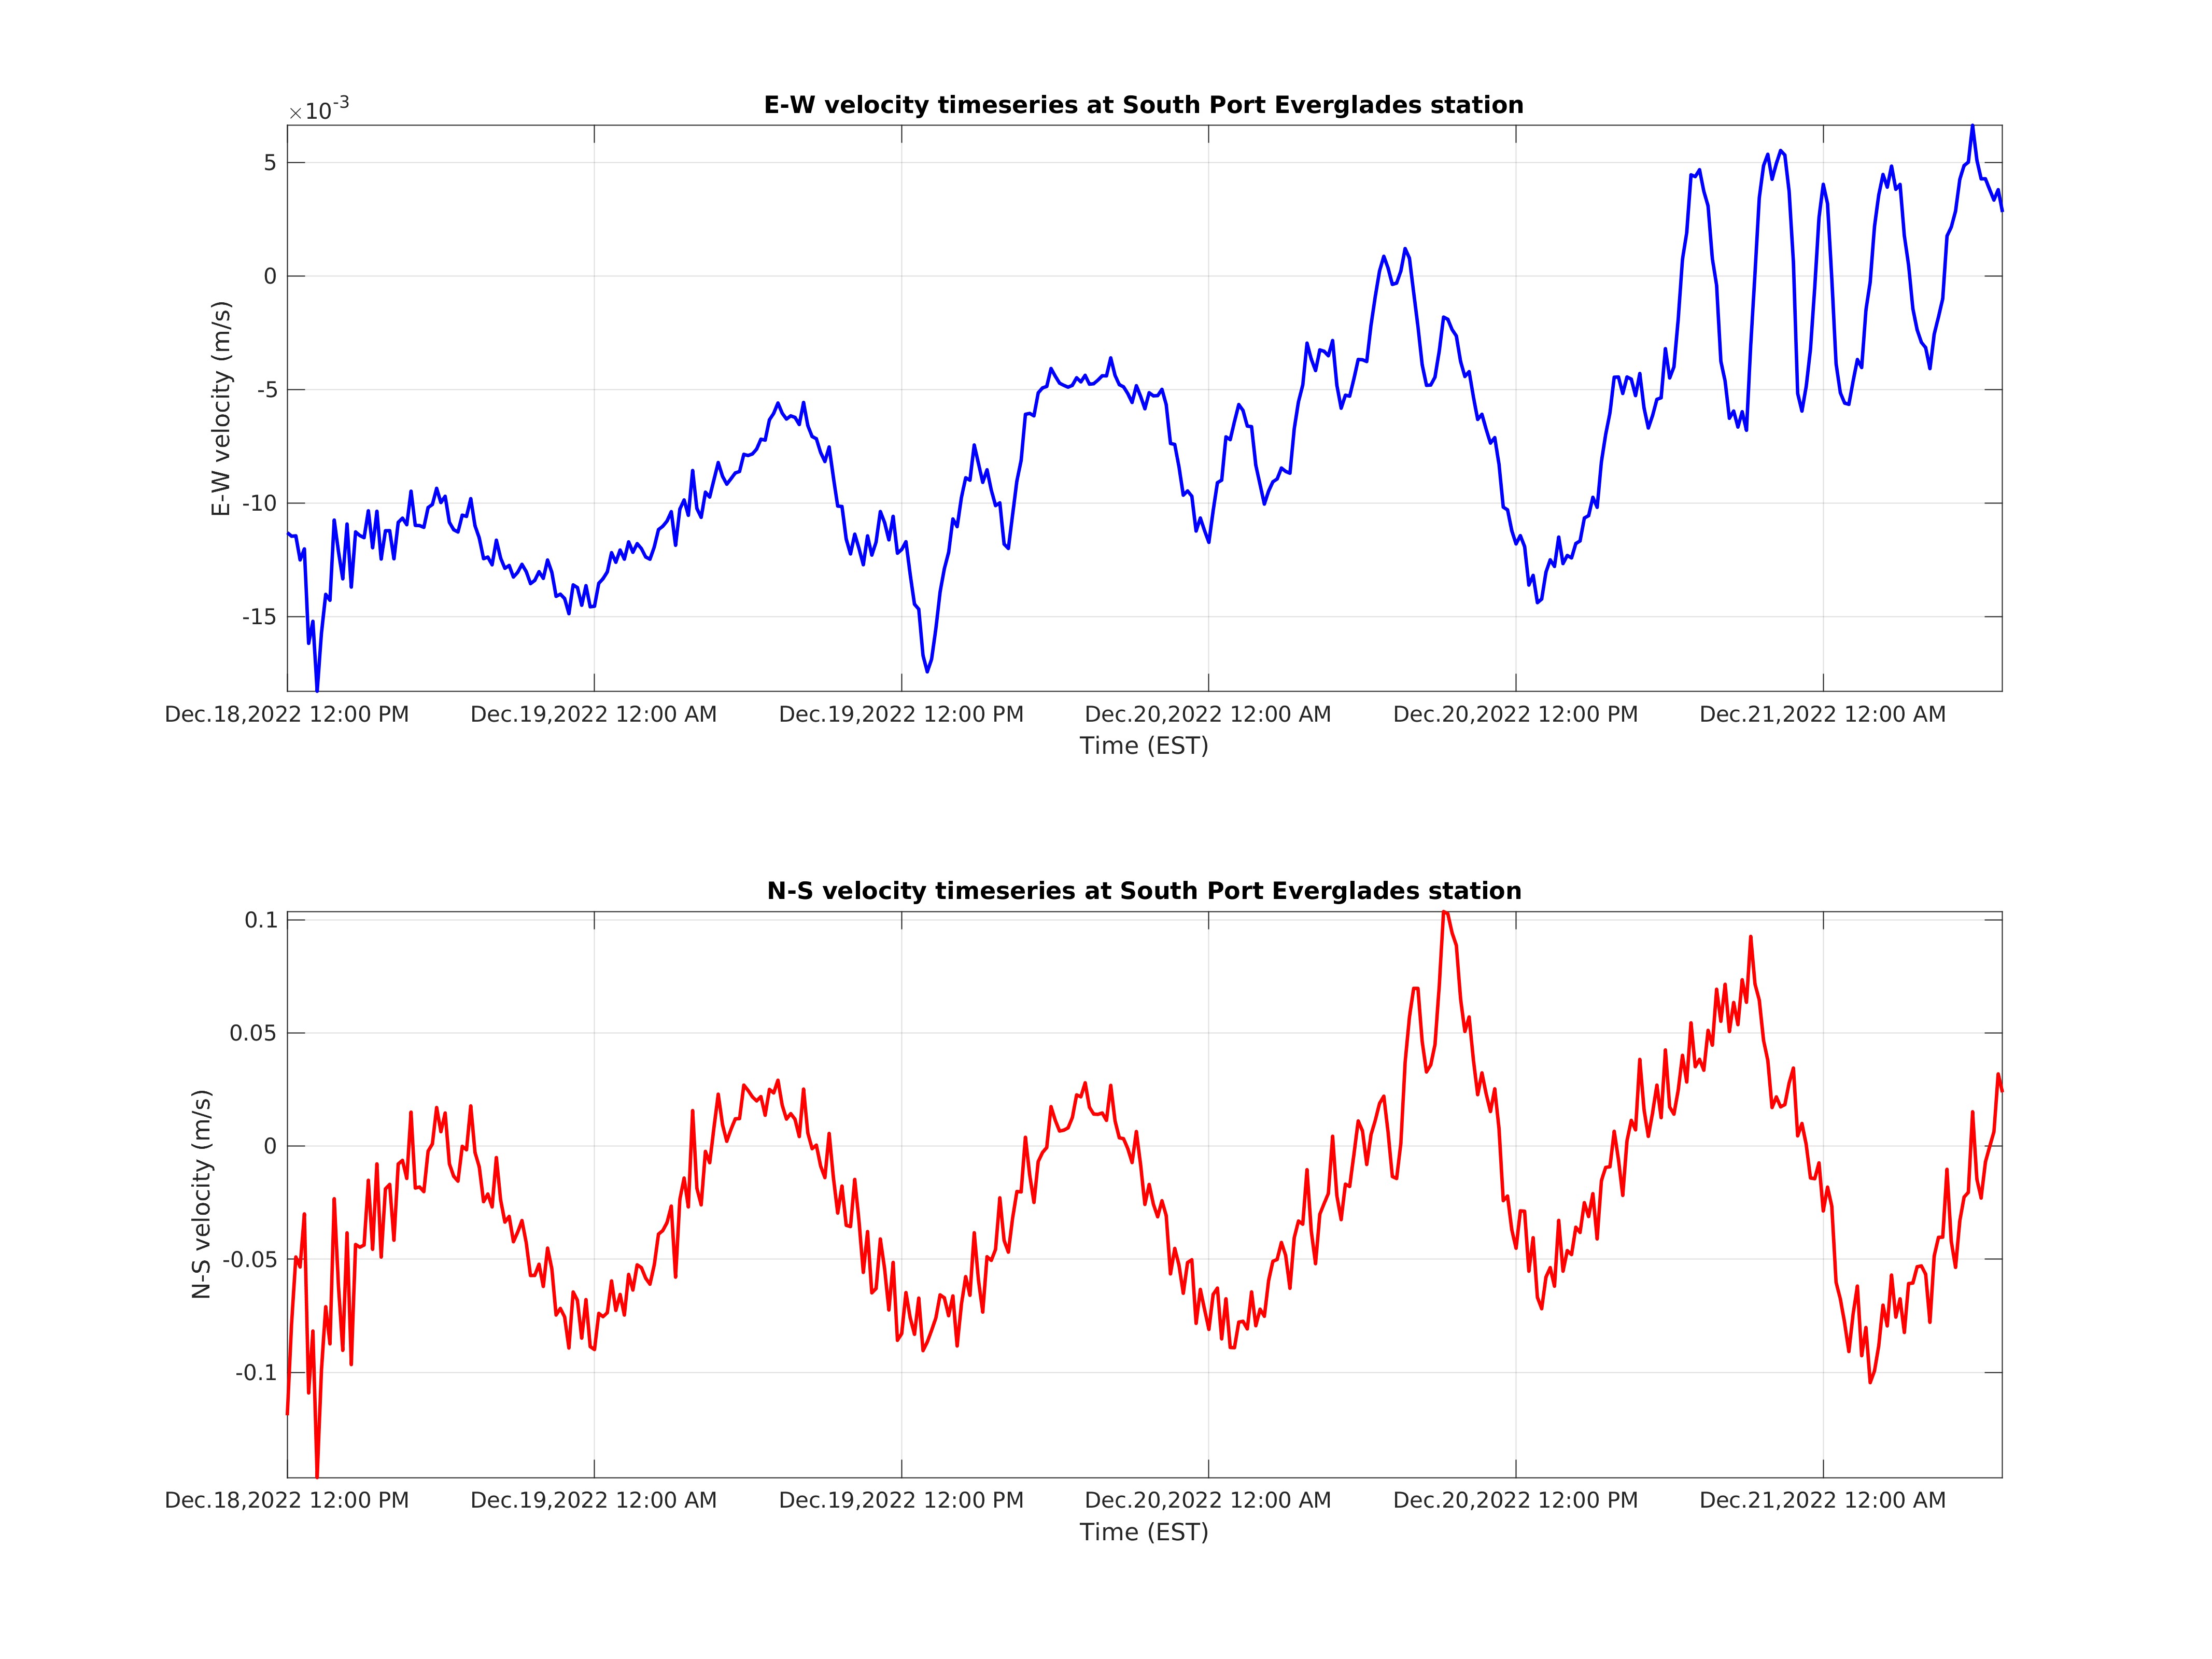 ×10-3
E-W velocity timeseries at South Port Everglades station
5
0
-5
-10
-15
E-W velocity (m/s)
Dec.18,2022 12:00 PM Dec.19,2022 12:00 AM Dec.19,2022 12:00 PM Dec.20,2022 12:00 AM Dec.20,2022 12:00 PM Dec.21,2022 12:00 AM
Time (EST)
N-S velocity timeseries at South Port Everglades station
0.1
0.05
0
-0.05
-0.1
N-S velocity (m/s)
Dec.18,2022 12:00 PM Dec.19,2022 12:00 AM Dec.19,2022 12:00 PM Dec.20,2022 12:00 AM Dec.20,2022 12:00 PM Dec.21,2022 12:00 AM
Time (EST)